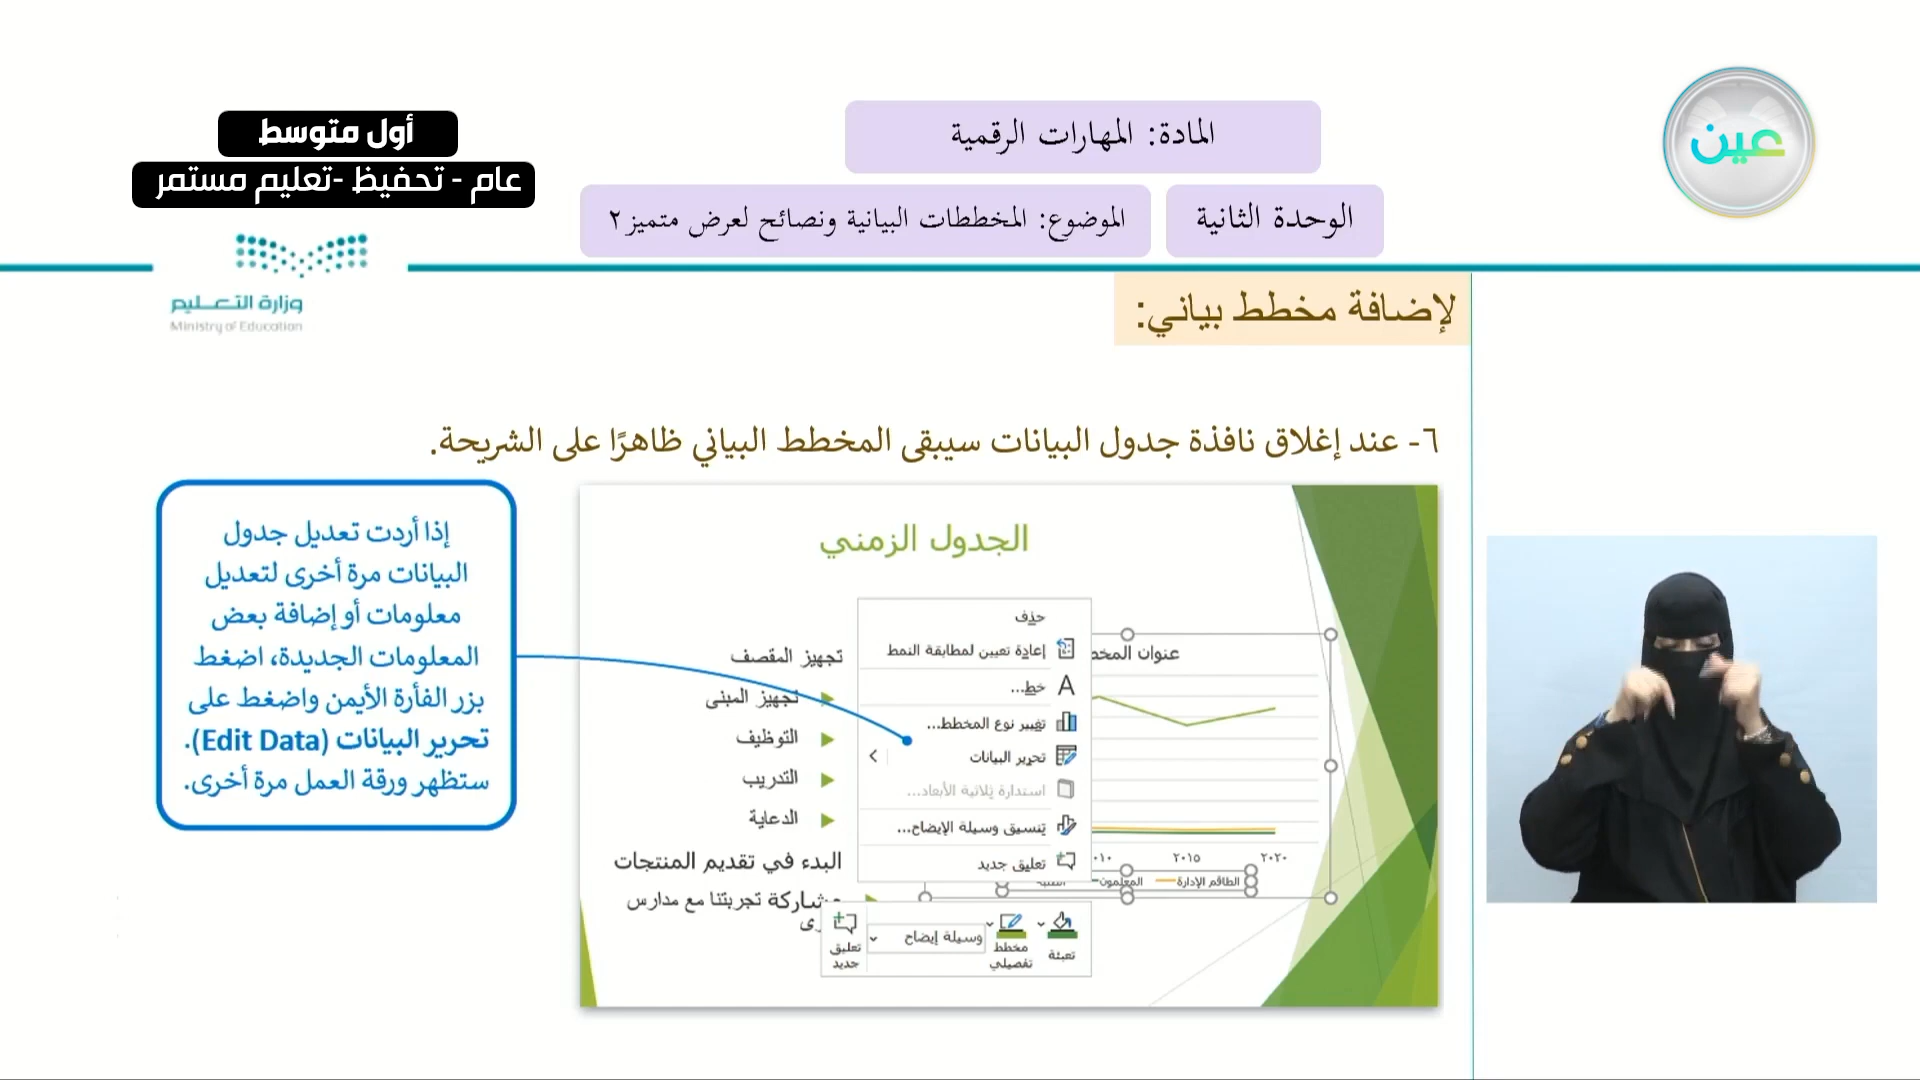 أول متوسط
عام - تحفيظ -تعليم مستمر
المادة: المهارات الرقمية
الوحدة الثانية
الموضوع: المخططات البيانية ونصائح لعرض متميز ٢
عين
وزارة التعـــليم
Ministry of Education
لإضافة مخطط بياني:
٦- عند إغلاق نافذة جدول البيانات سيبقى المخطط البياني ظاهرًا على الشريحة.
إذا أردت تعديل جدول
البيانات مرة أخرى لتعديل
معلومات أو إضافة بعض
المعلومات الجديدة، اضغط
بزر الفأرة الأيمن واضغط على
تحرير البيانات (Edit Data).
ستظهر ورقة العمل مرة أخرى.
الجدول الزمني
عنوان
تجهيز المقصف
تجهيز المبنى
التوظيف
التدريب
الدعاية
البدء في تقديم المنتجات
مشاركة تجربتنا مع مدارس
حذف
إعادة تعيين لمطابقة النمط
خط...
تغيير نوع المخطط...
تحرير البيانات
استدارة ثلاثية الأبعاد...
تنسيق وسيلة الإيضاح...
تعليق جديد
٢٠١٥
٢٠٢٠
المعلمون
الطاقم الإدارة
تعبئة
مخطط تفصيلي
وسيلة إيضاح
تعليق جديد